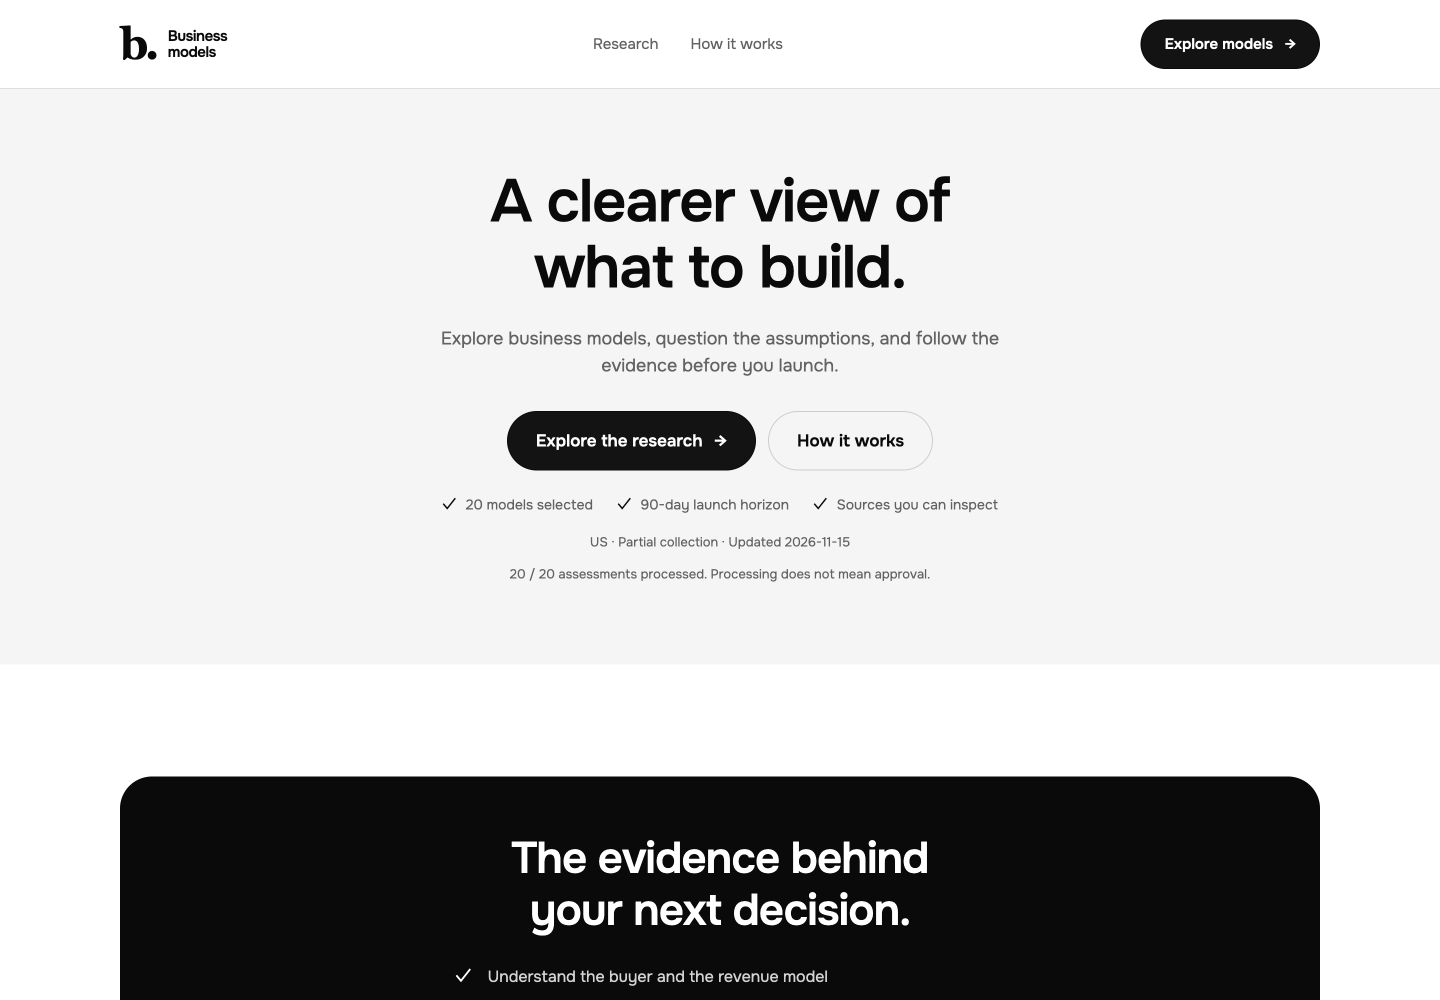 b.
Business
models
Research
How it works
Explore models →
A clearer view of
what to build.
Explore business models, question the assumptions, and follow the
evidence before you launch.
Explore the research →
How it works
✓ 20 models selected
✓ 90-day launch horizon
✓ Sources you can inspect
US · Partial collection · Updated 2026-11-15
20 / 20 assessments processed. Processing does not mean approval.
The evidence behind
your next decision.
✓ Understand the buyer and the revenue model